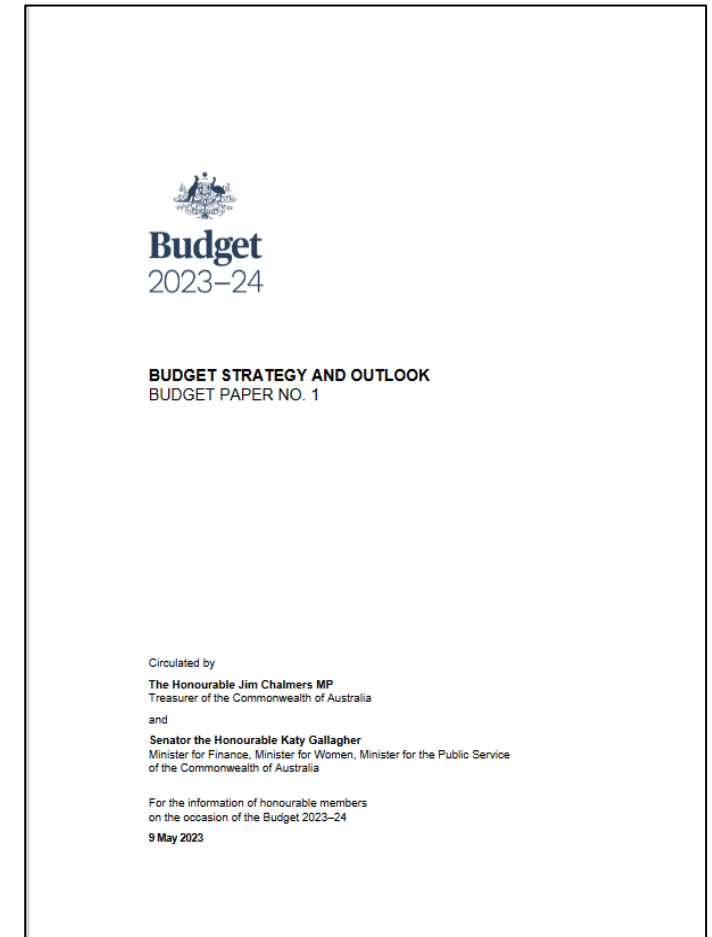 Budget
2023–24
BUDGET STRATEGY AND OUTLOOK
BUDGET PAPER NO. 1
Circulated by
The Honourable Jim Chalmers MP
Treasurer of the Commonwealth of Australia
and
Senator the Honourable Katy Gallagher
Minister for Finance, Minister for Women, Minister for the Public Service
of the Commonwealth of Australia
For the information of honourable members
on the occasion of the Budget 2023–24
9 May 2023